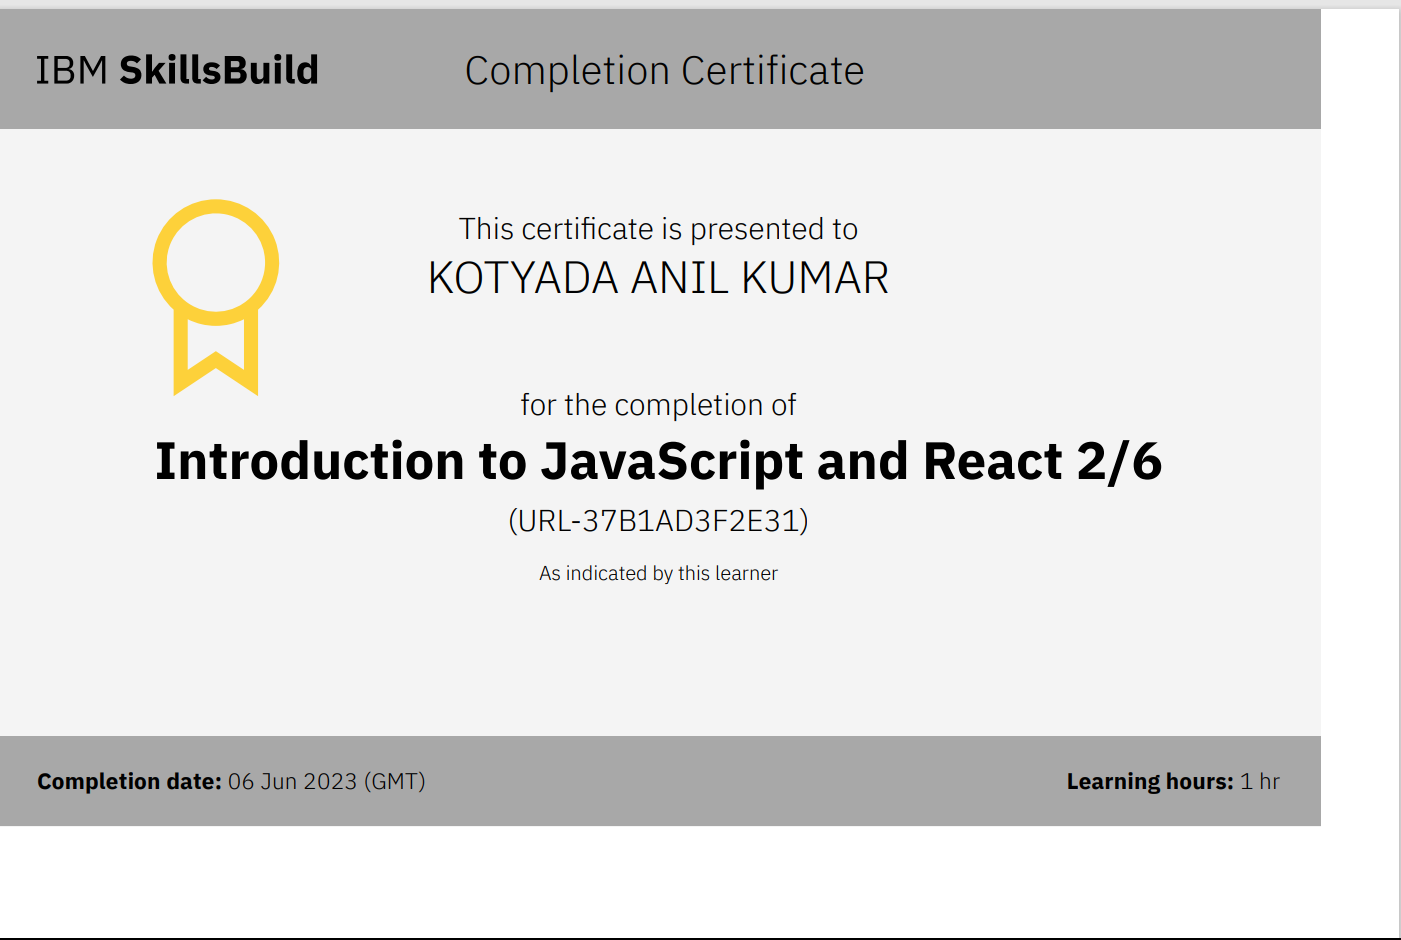 IBM SkillsBuild
Completion Certificate
This certificate is presented to
KOTYADA ANIL KUMAR
for the completion of
Introduction to JavaScript and React 2/6
(URL-37B1AD3F2E31)
As indicated by this learner
Completion date: 06 Jun 2023 (GMT)
Learning hours: 1 hr